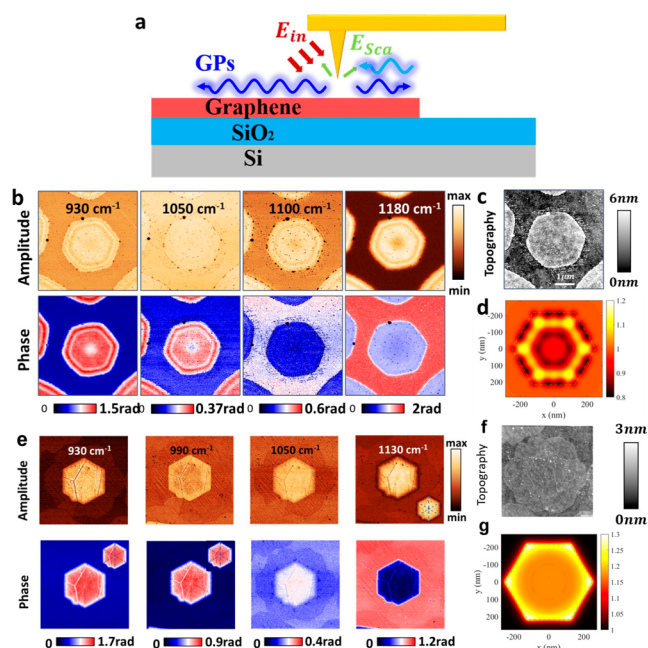 a
E_in
E_Sca
GPs
Graphene
SiO₂
Si
b
c
Amplitude
930 cm⁻¹
1050 cm⁻¹
1100 cm⁻¹
1180 cm⁻¹
max
min
Topography
1μm
6nm
0nm
Phase
0
1.5rad
0
0.37rad
0
0.6rad
0
2rad
d
-200
-100
0
100
200
y (nm)
-200
0
200
x (nm)
1.2
1.1
1
0.9
0.8
e
Amplitude
930 cm⁻¹
990 cm⁻¹
1050 cm⁻¹
1130 cm⁻¹
max
min
f
Topography
3nm
0nm
Phase
0
1.7rad
0
0.9rad
0
0.4rad
0
1.2rad
g
-200
-100
0
100
200
y (nm)
-200
0
200
x (nm)
1.3
1.25
1.2
1.15
1.1
1.05
1